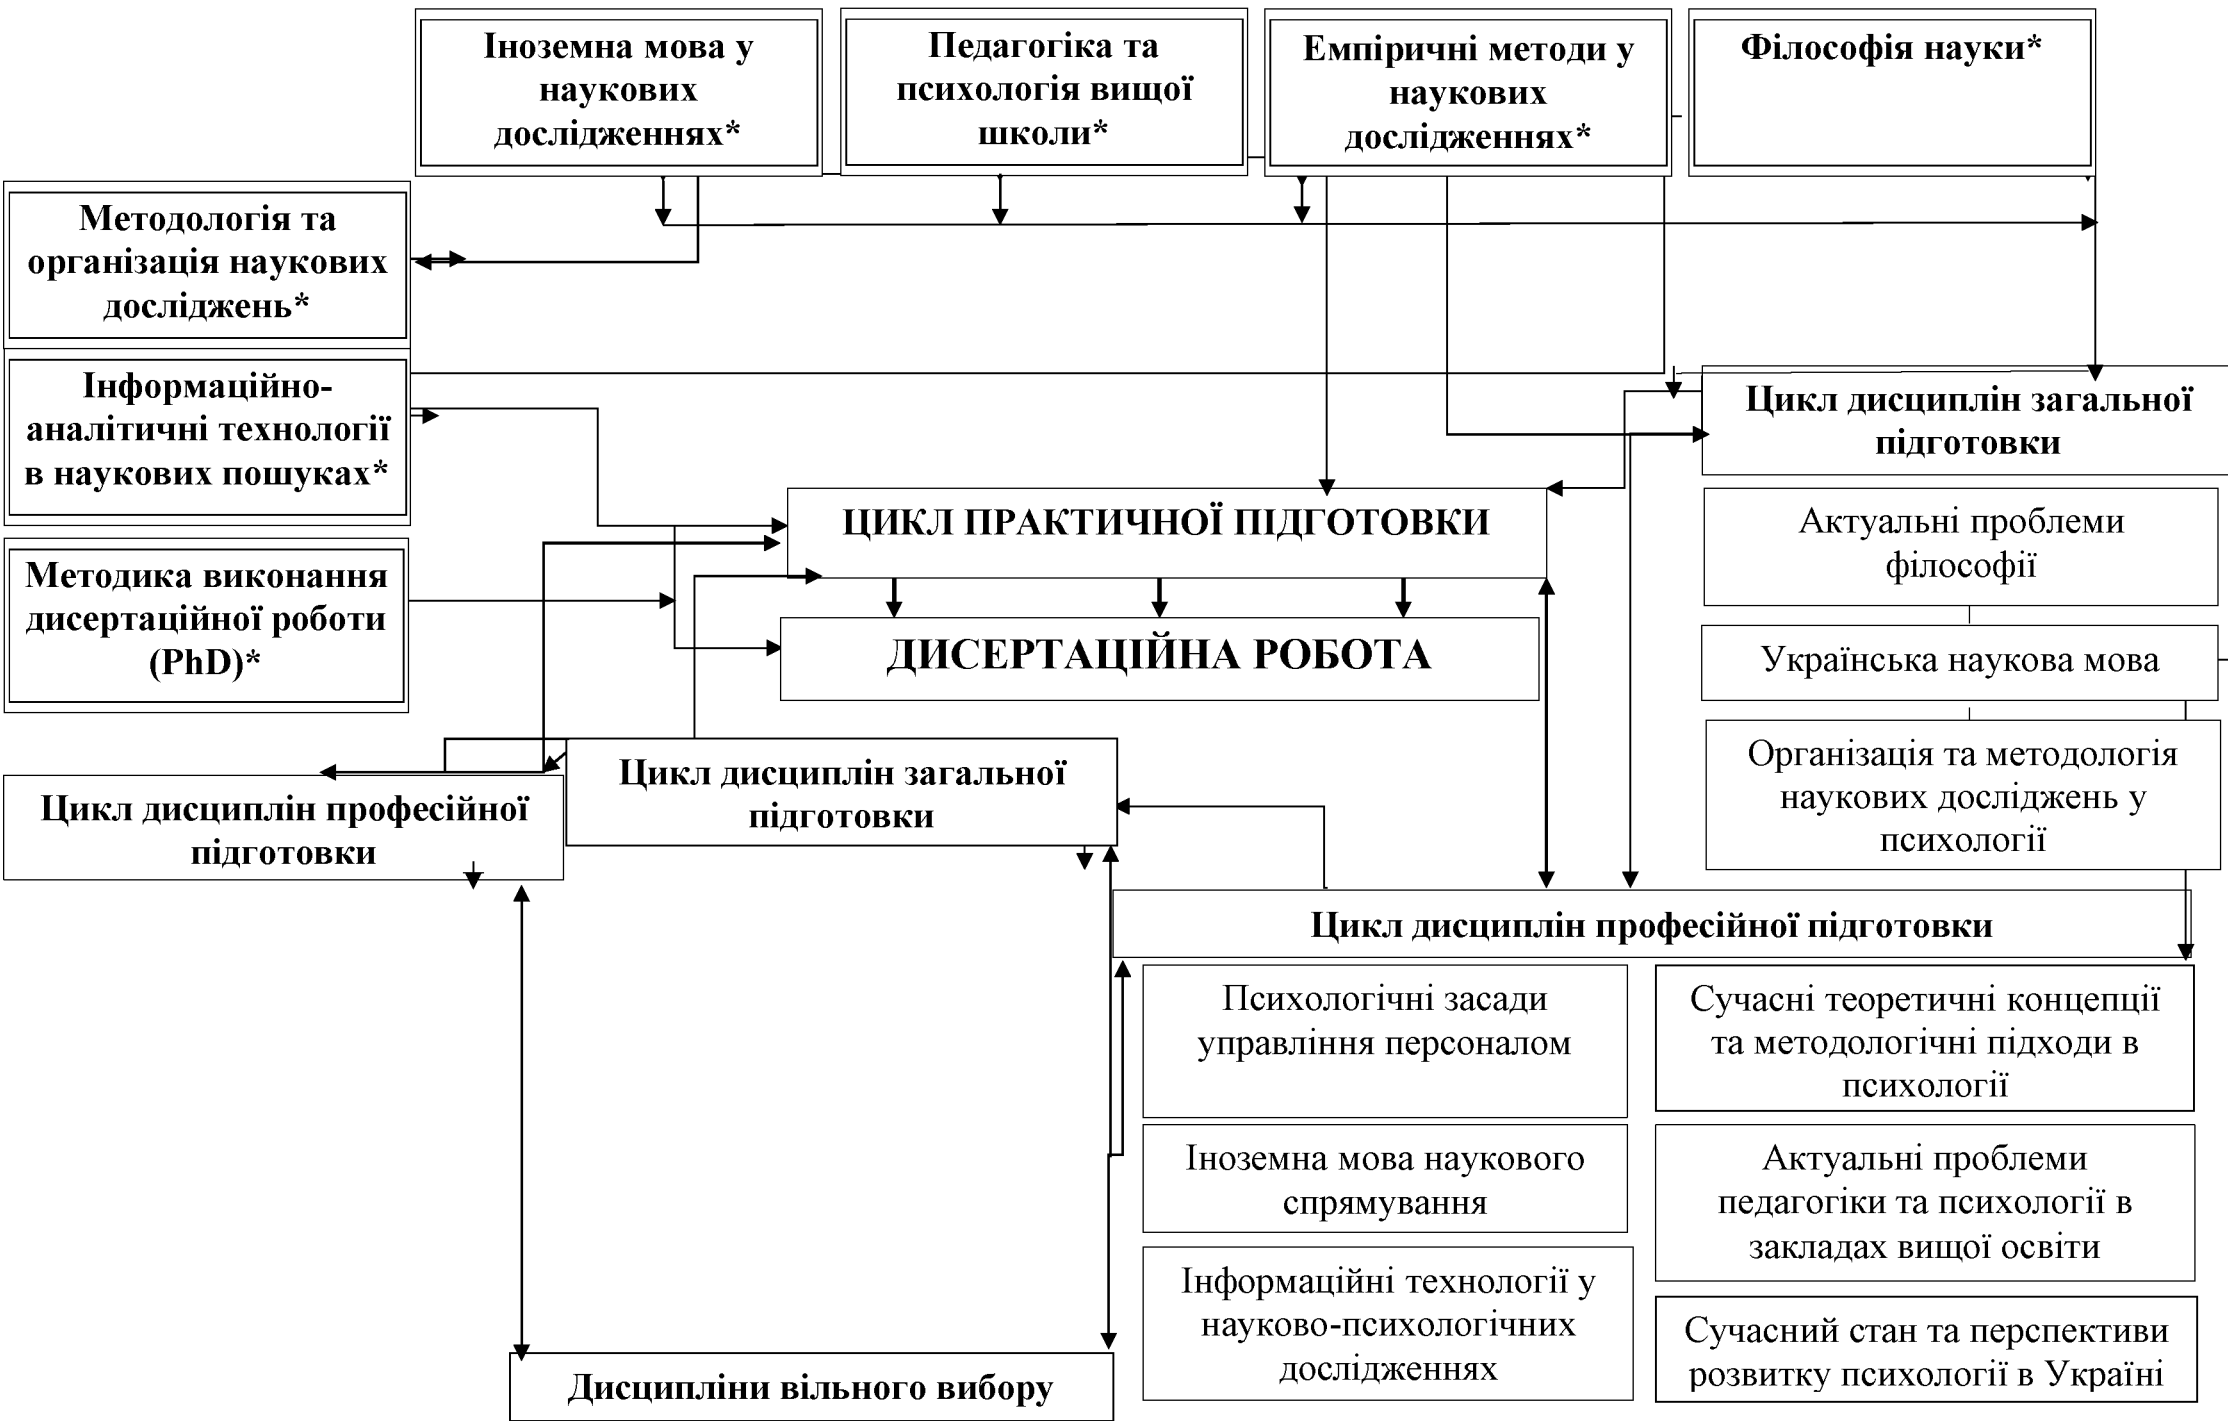 Іноземна мова у
наукових
дослідженнях*
Педагогіка та
психологія вищої
школи*
Емпіричні методи у
наукових
дослідженнях*
Філософія науки*
Методологія та
організація наукових
досліджень*
Інформаційно-
аналітичні технології
в наукових пошуках*
Методика виконання
дисертаційної роботи
(PhD)*
Цикл дисциплін загальної
підготовки
ЦИКЛ ПРАКТИЧНОЇ ПІДГОТОВКИ
ДИСЕРТАЦІЙНА РОБОТА
Актуальні проблеми
філософії
Українська наукова мова
Організація та методологія
наукових досліджень у
психології
Цикл дисциплін професійної
підготовки
Цикл дисциплін загальної
підготовки
Цикл дисциплін професійної підготовки
Психологічні засади
управління персоналом
Сучасні теоретичні концепції
та методологічні підходи в
психології
Іноземна мова наукового
спрямування
Актуальні проблеми
педагогіки та психології в
закладах вищої освіти
Інформаційні технології у
науково-психологічних
дослідженнях
Сучасний стан та перспективи
розвитку психології в Україні
Дисципліни вільного вибору